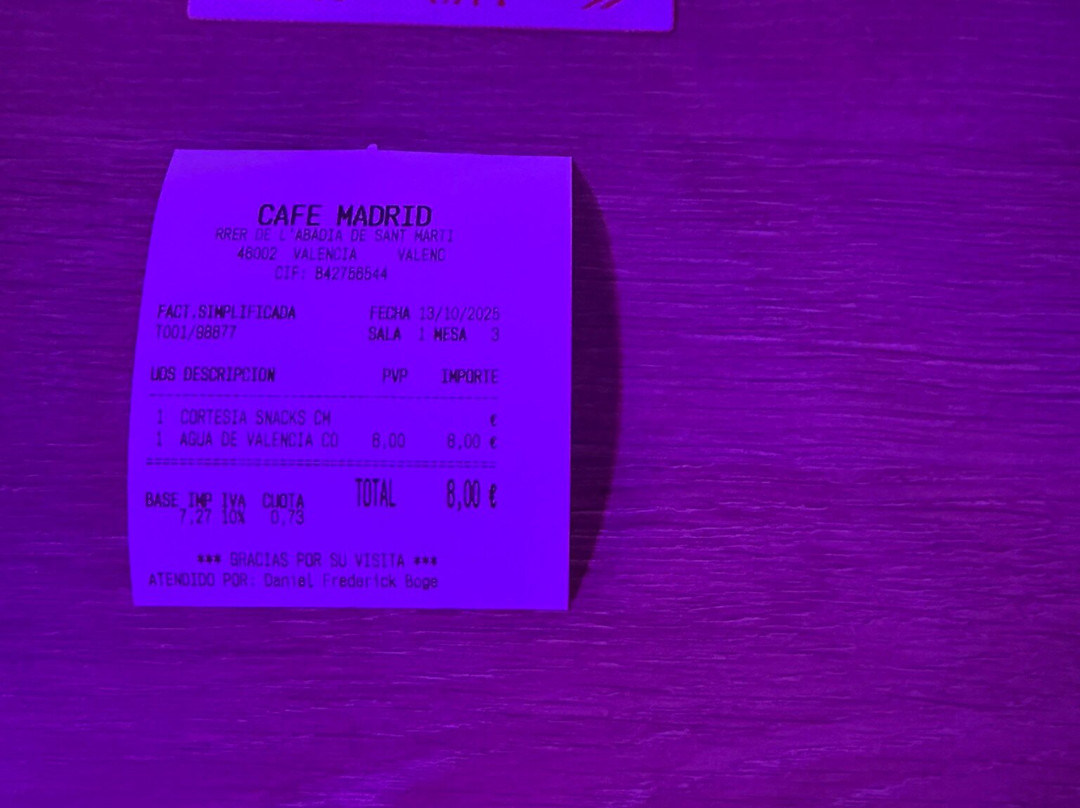 CAFE MADRID
RRER DE L'ABADIA DE SANT MARTI
46002 VALENCIA VALENC
CIF: B42758544
FACT.SIMPLIFICADA FECHA 13/10/2025
T001/98877 SALA 1 MESA 3
UDS DESCRIPCION PVP IMPORTE
1 CORTESIA SNACKS CM €
1 AGUA DE VALENCIA CO 8,00 8,00 €
TOTAL 8,00 €
BASE IMP IVA CUOTA
7,27 10% 0,73
*** GRACIAS POR SU VISITA ***
ATENDIDO POR: Daniel Frederick Boge